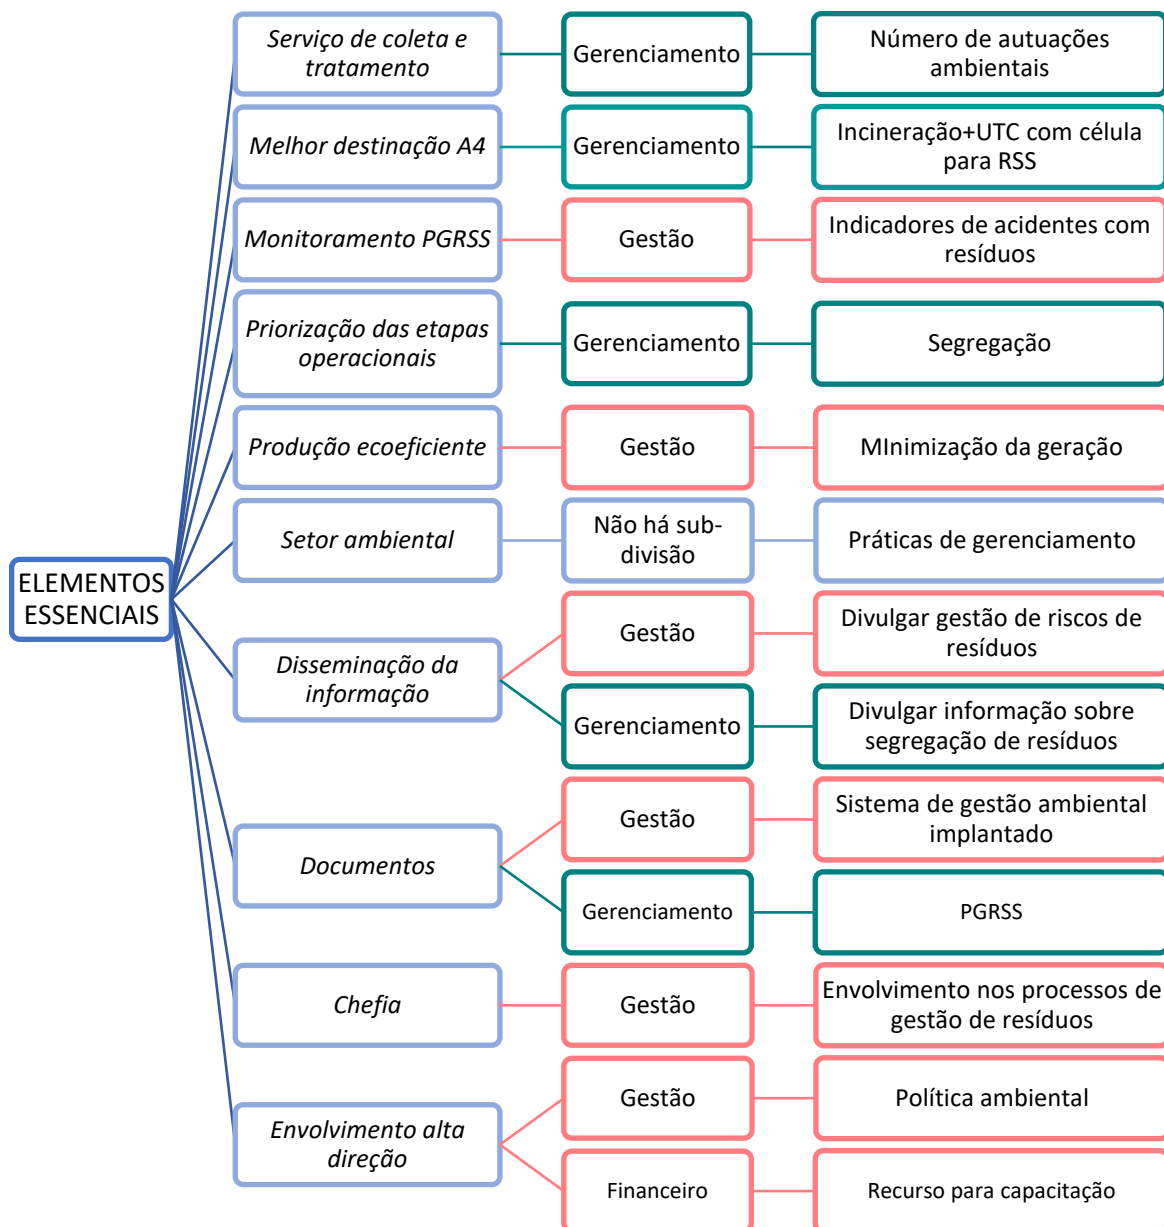 Serviço de coleta e
tratamento
Gerenciamento
Número de autuações
ambientais
Melhor destinação A4
Gerenciamento
Incineração+UTC com célula
para RSS
Monitoramento PGRSS
Gestão
Indicadores de acidentes com
resíduos
Priorização das etapas
operacionais
Gerenciamento
Segregação
Produção ecoeficiente
Gestão
MInimização da geração
Setor ambiental
Não há sub-
divisão
Práticas de gerenciamento
ELEMENTOS
ESSENCIAIS
Disseminação da
informação
Gestão
Divulgar gestão de riscos de
resíduos
Gerenciamento
Divulgar informação sobre
segregação de resíduos
Documentos
Gestão
Sistema de gestão ambiental
implantado
Gerenciamento
PGRSS
Chefia
Gestão
Envolvimento nos processos de
gestão de resíduos
Envolvimento alta
direção
Gestão
Política ambiental
Financeiro
Recurso para capacitação